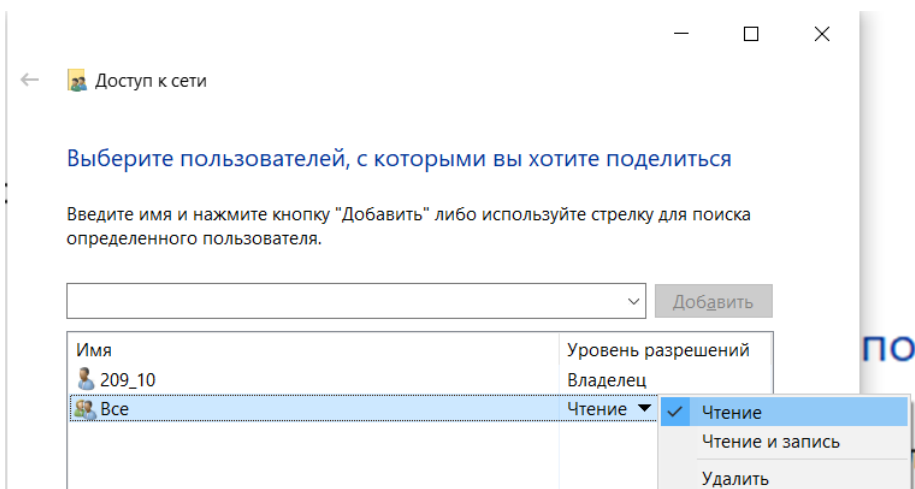 Доступ к сети
Выберите пользователей, с которыми вы хотите поделиться
Введите имя и нажмите кнопку "Добавить" либо используйте стрелку для поиска
определенного пользователя.
Добавить
Имя Уровень разрешений
по
209_10 Владелец
Все Чтение Чтение
Чтение и запись
Удалить